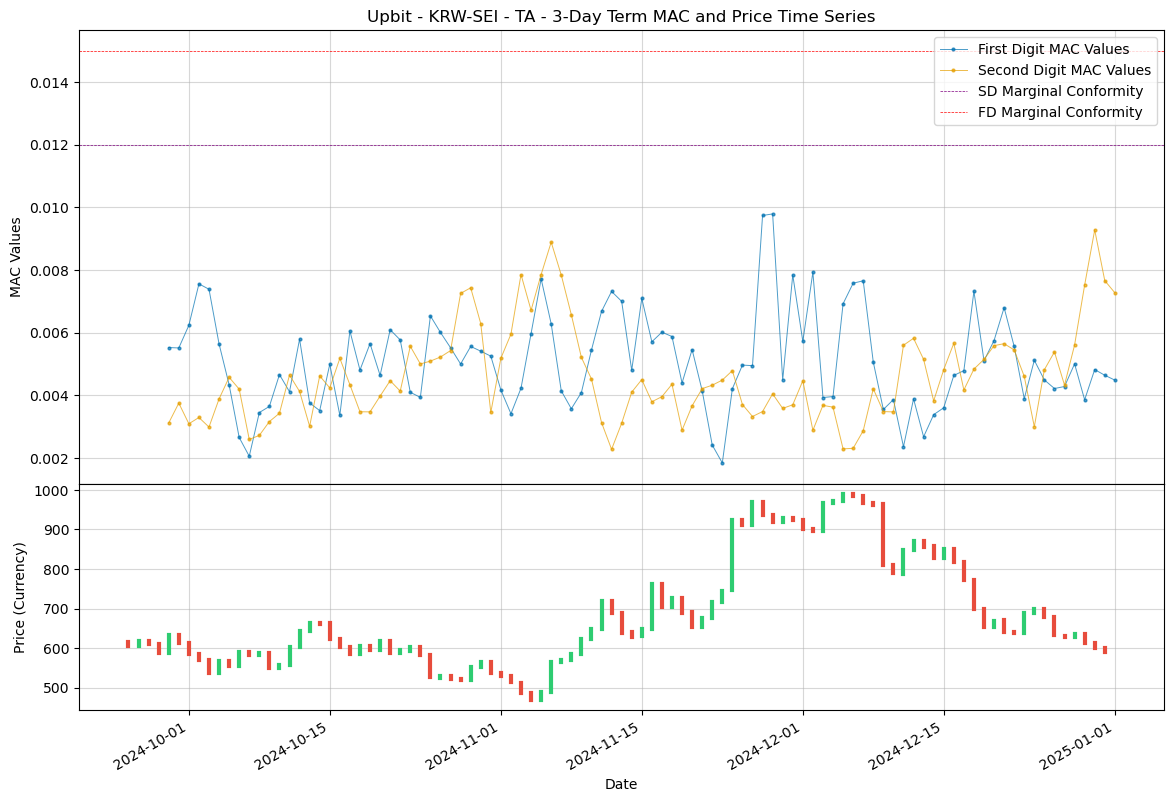 Upbit - KRW-SEI - TA - 3-Day Term MAC and Price Time Series
First Digit MAC Values
Second Digit MAC Values
SD Marginal Conformity
FD Marginal Conformity
MAC Values
0.014
0.012
0.010
0.008
0.006
0.004
0.002
Price (Currency)
1000
900
800
700
600
500
2024-10-01
2024-10-15
2024-11-01
2024-11-15
2024-12-01
2024-12-15
2025-01-01
Date